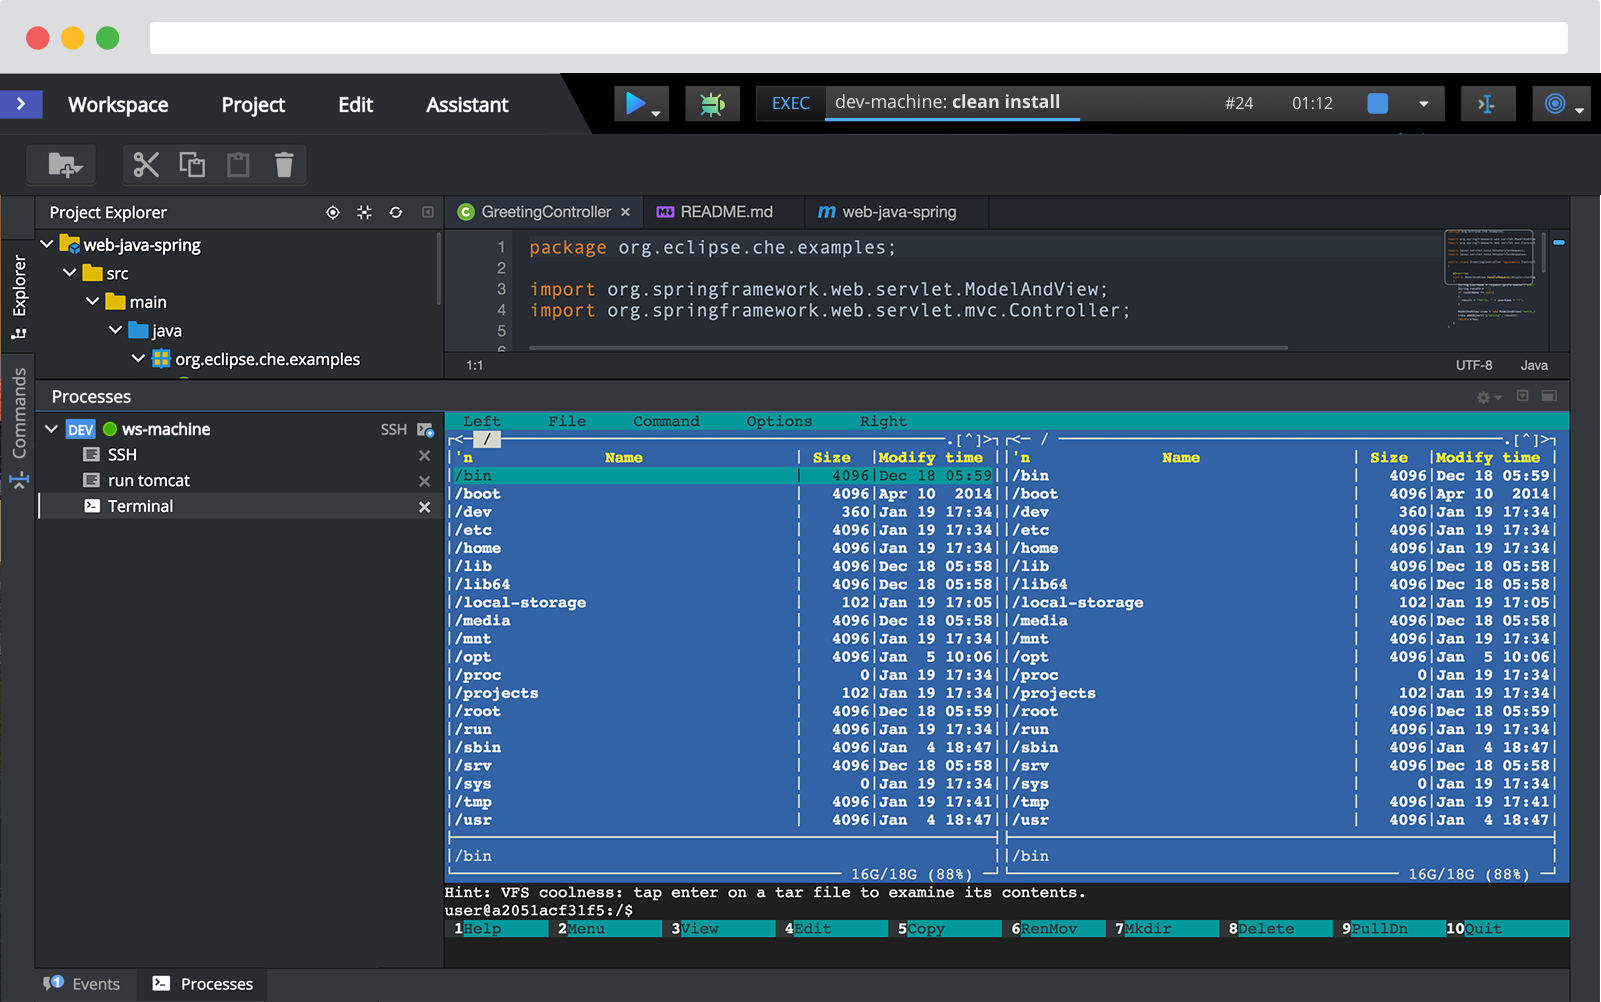 Workspace Project Edit Assistant EXEC dev-machine: clean install #24 01:12
Project Explorer
GreetingController × README.md web-java-spring
Explorer
Commands
web-java-spring
src
main
java
org.eclipse.che.examples
1 package org.eclipse.che.examples;
2
3 import org.springframework.web.servlet.ModelAndView;
4 import org.springframework.web.servlet.mvc.Controller;
5
6
1:1 UTF-8 Java
Processes
DEV ws-machine SSH
SSH
run tomcat
Terminal
Left File Command Options Right
<─ / .[^]> <─ / .[^]>
'n Name |Size |Modify time 'n Name |Size |Modify time
/bin | 4096|Dec 18 05:59||/bin | 4096|Dec 18 05:59|
/boot | 4096|Apr 10  2014||/boot | 4096|Apr 10  2014|
/dev | 360|Jan 19 17:34||/dev | 360|Jan 19 17:34|
/etc | 4096|Jan 19 17:34||/etc | 4096|Jan 19 17:34|
/home | 4096|Jan 19 17:34||/home | 4096|Jan 19 17:34|
/lib | 4096|Dec 18 05:58||/lib | 4096|Dec 18 05:58|
/lib64 | 4096|Dec 18 05:58||/lib64 | 4096|Dec 18 05:58|
/local-storage | 102|Jan 19 17:05||/local-storage | 102|Jan 19 17:05|
/media | 4096|Dec 18 05:58||/media | 4096|Dec 18 05:58|
/mnt | 4096|Jan 19 17:34||/mnt | 4096|Jan 19 17:34|
/opt | 4096|Jan  5 10:06||/opt | 4096|Jan  5 10:06|
/proc | 0|Jan 19 17:34||/proc | 0|Jan 19 17:34|
/projects | 102|Jan 19 17:34||/projects | 102|Jan 19 17:34|
/root | 4096|Dec 18 05:59||/root | 4096|Dec 18 05:59|
/run | 4096|Jan 19 17:34||/run | 4096|Jan 19 17:34|
/sbin | 4096|Jan  4 18:47||/sbin | 4096|Jan  4 18:47|
/srv | 4096|Dec 18 05:58||/srv | 4096|Dec 18 05:58|
/sys | 0|Jan 19 17:34||/sys | 0|Jan 19 17:34|
/tmp | 4096|Jan 19 17:41||/tmp | 4096|Jan 19 17:41|
/usr | 4096|Jan  4 18:47||/usr | 4096|Jan  4 18:47|
/bin /bin
16G/18G (88%) 16G/18G (88%)
Hint: VFS coolness: tap enter on a tar file to examine its contents.
user@a2051acf31f5:/$
1Help 2Menu 3View 4Edit 5Copy 6RenMov 7Mkdir 8Delete 9PullDn 10Quit
1 Events Processes